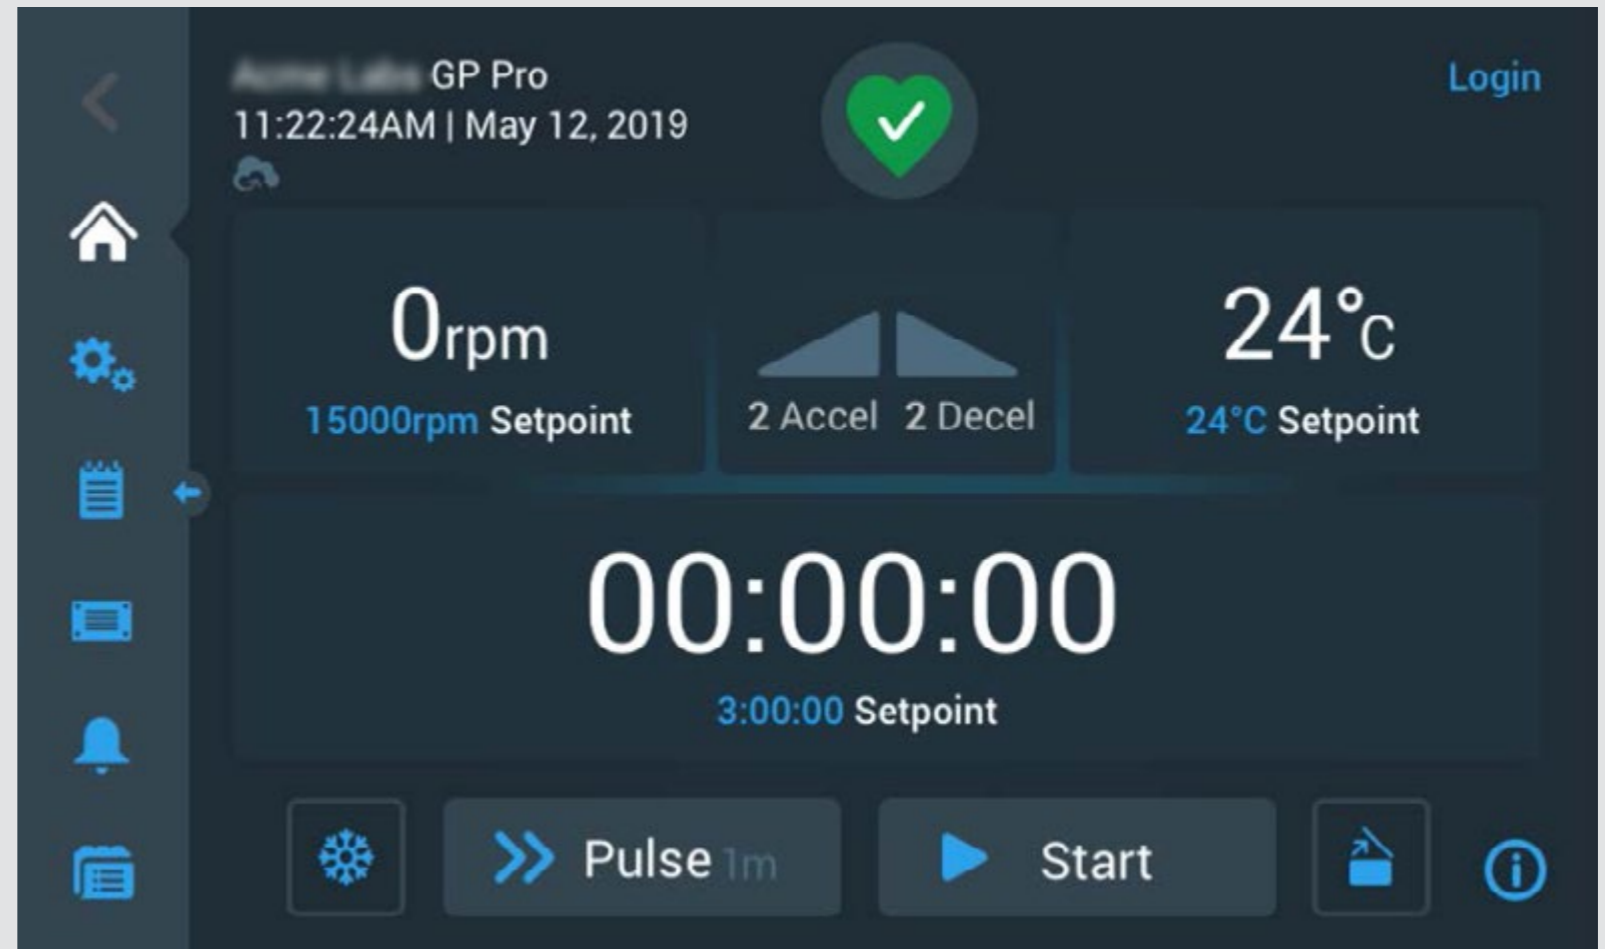 GP Pro
11:22:24AM | May 12, 2019
Login
0rpm
15000rpm Setpoint
2 Accel 2 Decel
24°C
24°C Setpoint
00:00:00
3:00:00 Setpoint
Pulse 1m
Start